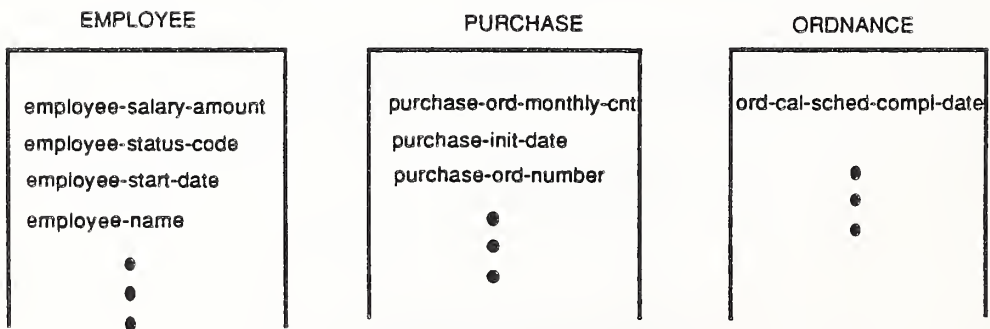 EMPLOYEE
employee-salary-amount
employee-status-code
employee-start-date
employee-name
PURCHASE
purchase-ord-monthly-cnt
purchase-init-date
purchase-ord-number
ORDNANCE
ord-cal-sched-compl-date